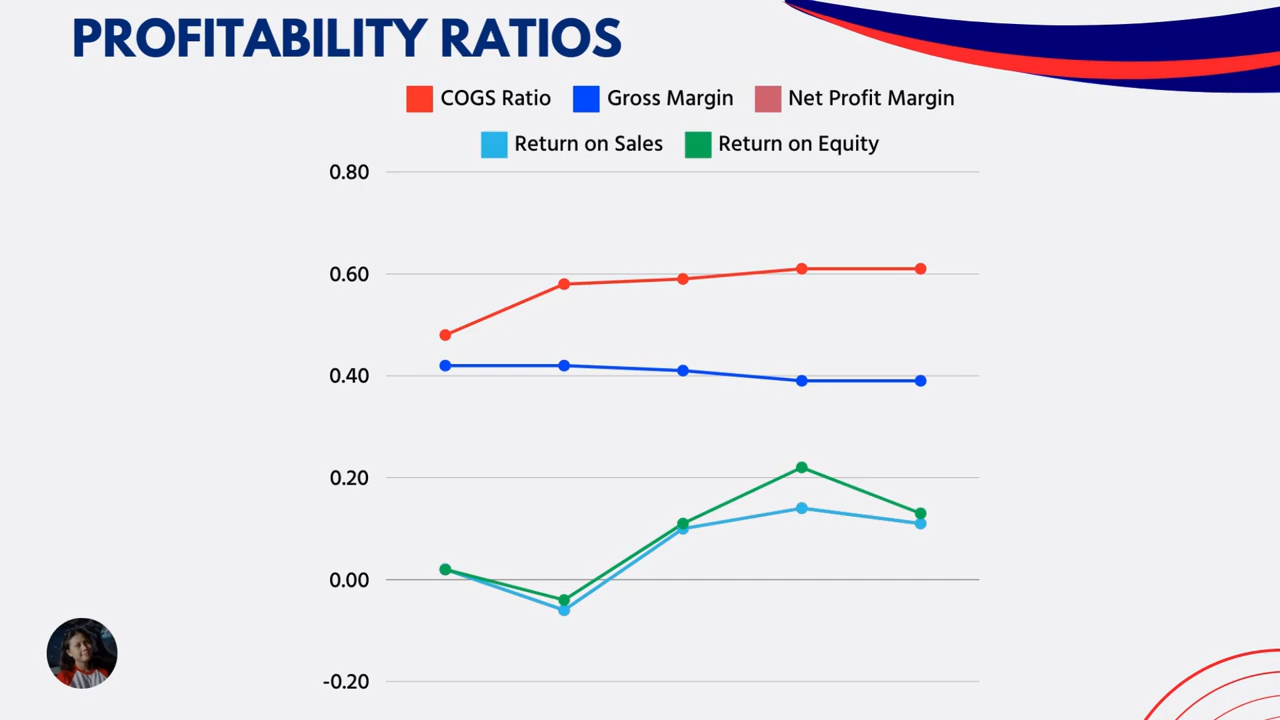 PROFITABILITY RATIOS
COGS Ratio Gross Margin Net Profit Margin
Return on Sales Return on Equity
0.80
0.60
0.40
0.20
0.00
-0.20